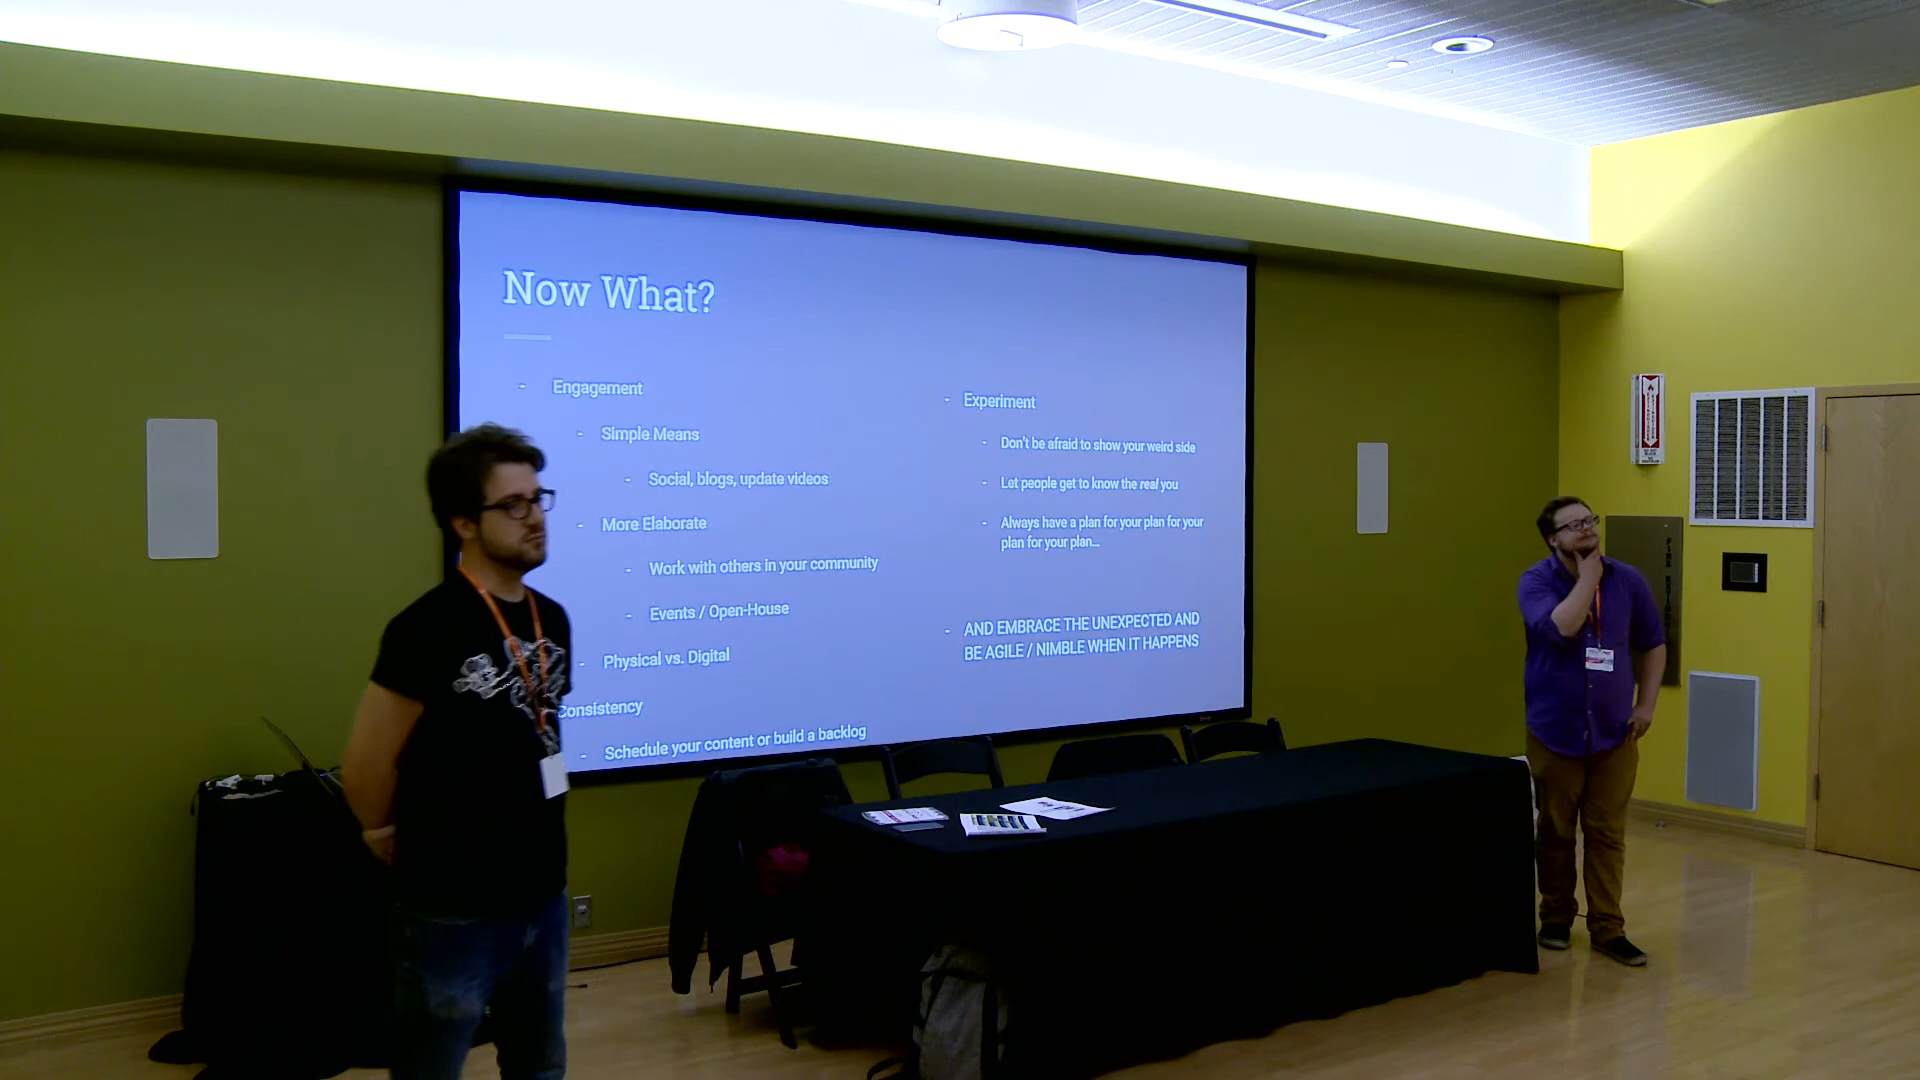 Now What?
- Engagement
- Simple Means
- Social, blogs, update videos
- More Elaborate
- Work with others in your community
- Events / Open-House
- Physical vs. Digital
Consistency
- Schedule your content or build a backlog
- Experiment
- Don't be afraid to show your weird side
- Let people get to know the real you
- Always have a plan for your plan for your
plan for your plan...
- AND EMBRACE THE UNEXPECTED AND
BE AGILE / NIMBLE WHEN IT HAPPENS